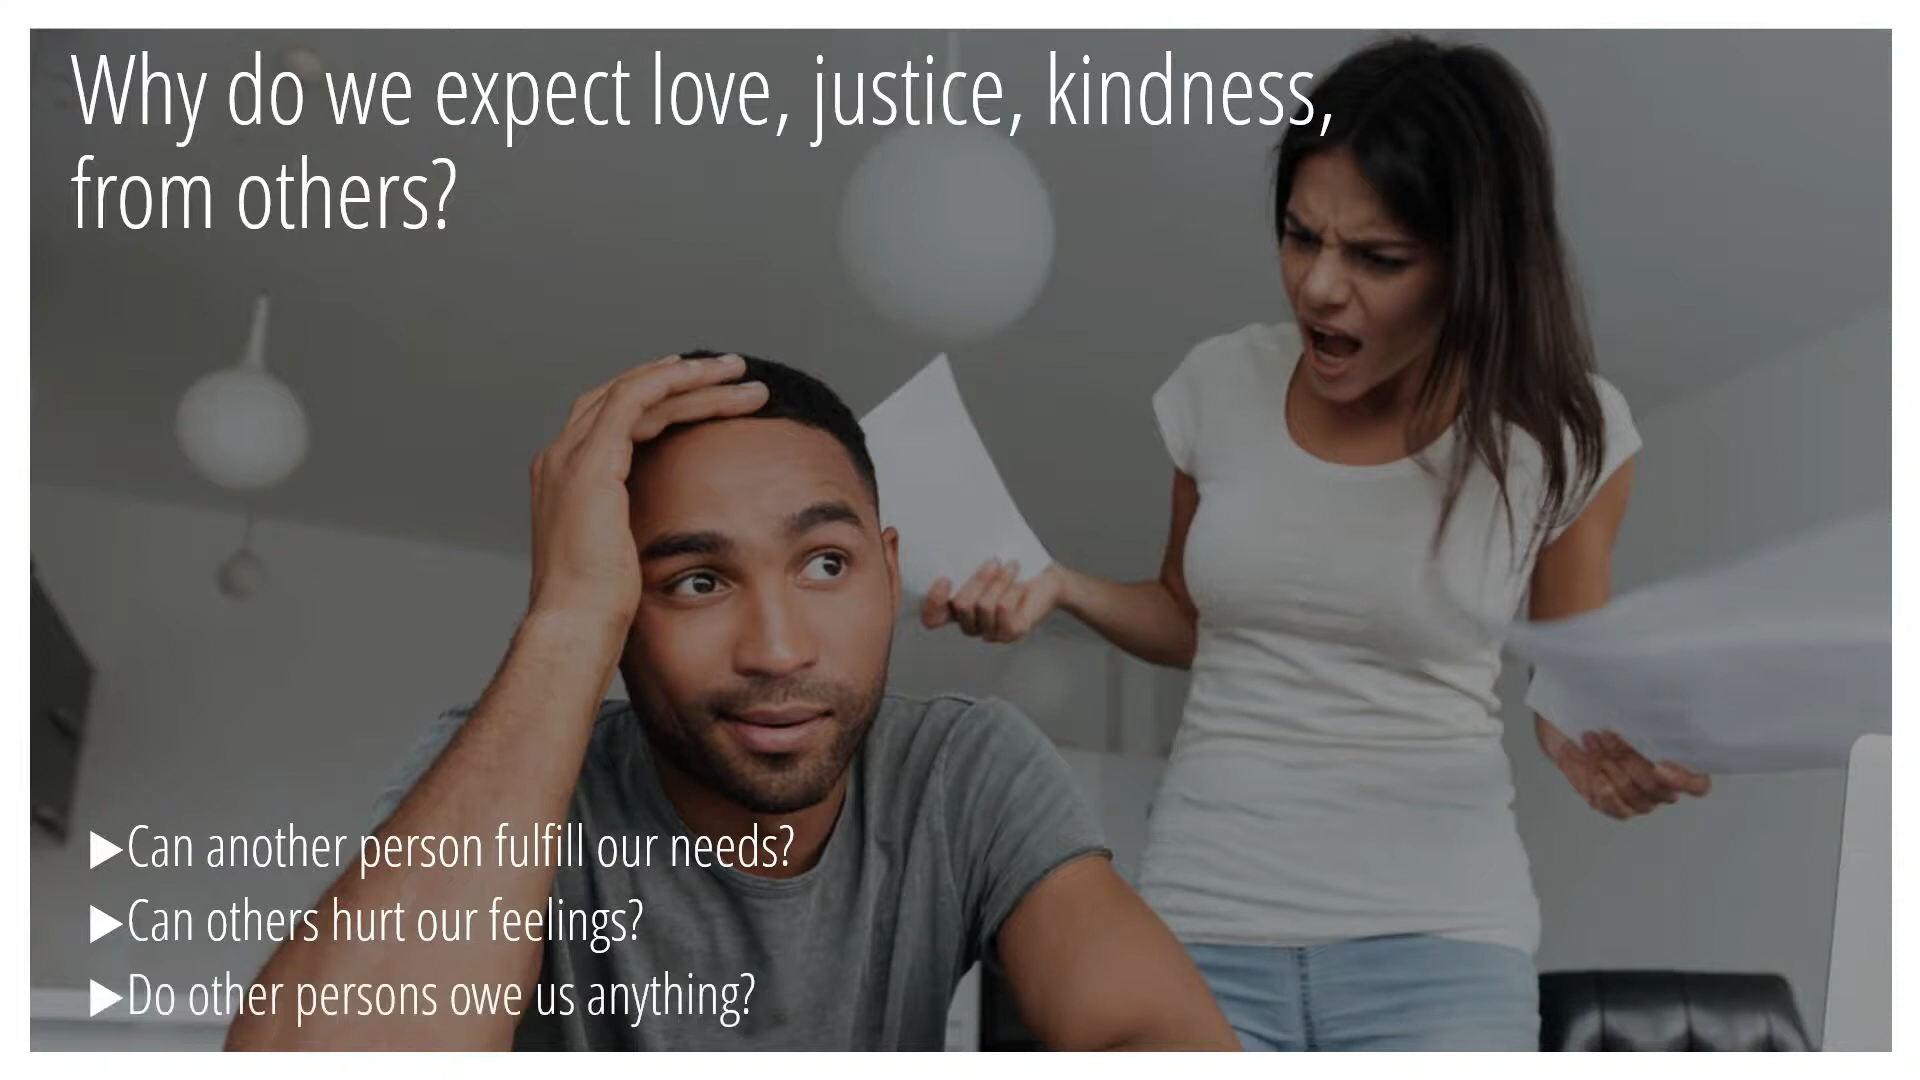 Why do we expect love, justice, kindness,
from others?
▶Can another person fulfill our needs?
▶Can others hurt our feelings?
▶Do other persons owe us anything?